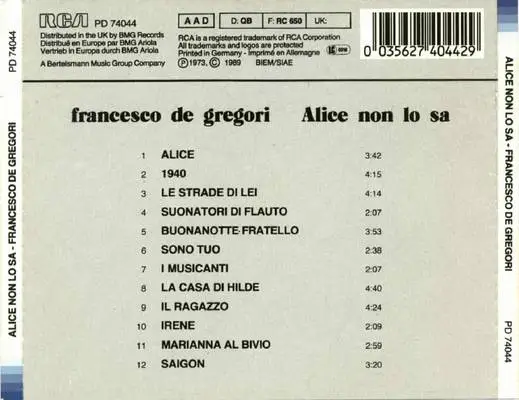 RCA
PD 74044
A A D
D: QB
F: RC 650
UK:
Distributed in the UK by BMG Records
Distribué en Europe par BMG Ariola
Vertrieb in Europa durch BMG Ariola
A Bertelsmann Music Group Company
RCA is a registered trademark of RCA Corporation
All trademarks and logos are protected
Printed in Germany - Imprimé en Allemagne
Ⓟ 1973, © 1989 BIEM/SIAE
0 035627 404429
francesco de gregori Alice non lo sa
1 ALICE 3:42
2 1940 4:15
3 LE STRADE DI LEI 4:14
4 SUONATORI DI FLAUTO 2:07
5 BUONANOTTE FRATELLO 3:53
6 SONO TUO 2:38
7 I MUSICANTI 2:07
8 LA CASA DI HILDE 4:40
9 IL RAGAZZO 4:24
10 IRENE 2:09
11 MARIANNA AL BIVIO 2:59
12 SAIGON 3:20
ALICE NON LO SA - FRANCESCO DE GREGORI PD 74044
ALICE NON LO SA - FRANCESCO DE GREGORI PD 74044